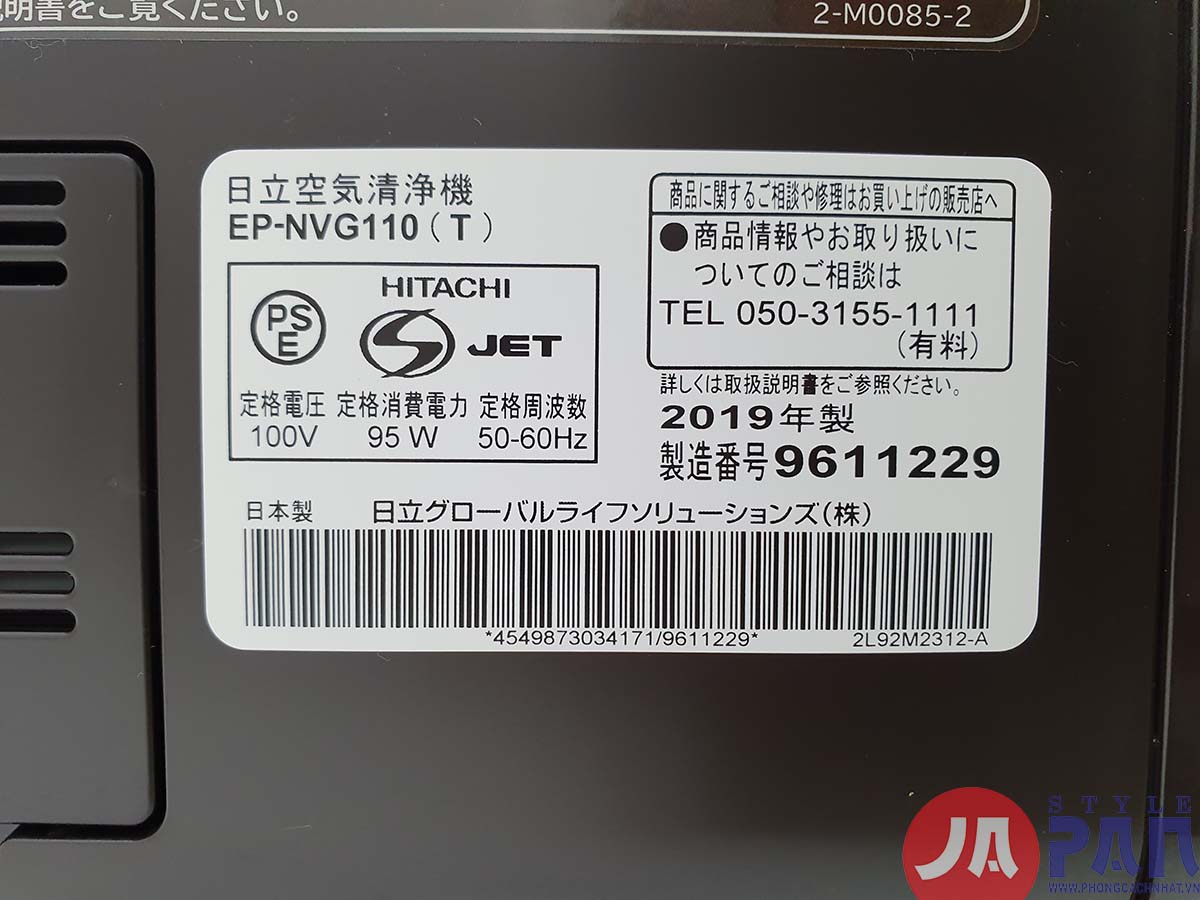 説明書をご覧ください。
2-M0085-2
日立空気清浄機
EP-NVG110(T)
PS
E
HITACHI
JET
定格電圧 定格消費電力 定格周波数
100V 95 W 50-60Hz
商品に関するご相談や修理はお買い上げの販売店へ
●商品情報やお取り扱いに
ついてのご相談は
TEL 050-3155-1111
(有料)
詳しくは取扱説明書をご参照ください。
2019年製
製造番号9611229
日本製 日立グローバルライフソリューションズ(株)
*4549873034171/9611229* 2L92M2312-A
STYLE
JAPAN
WWW.PHONGCACHNHAT.VN